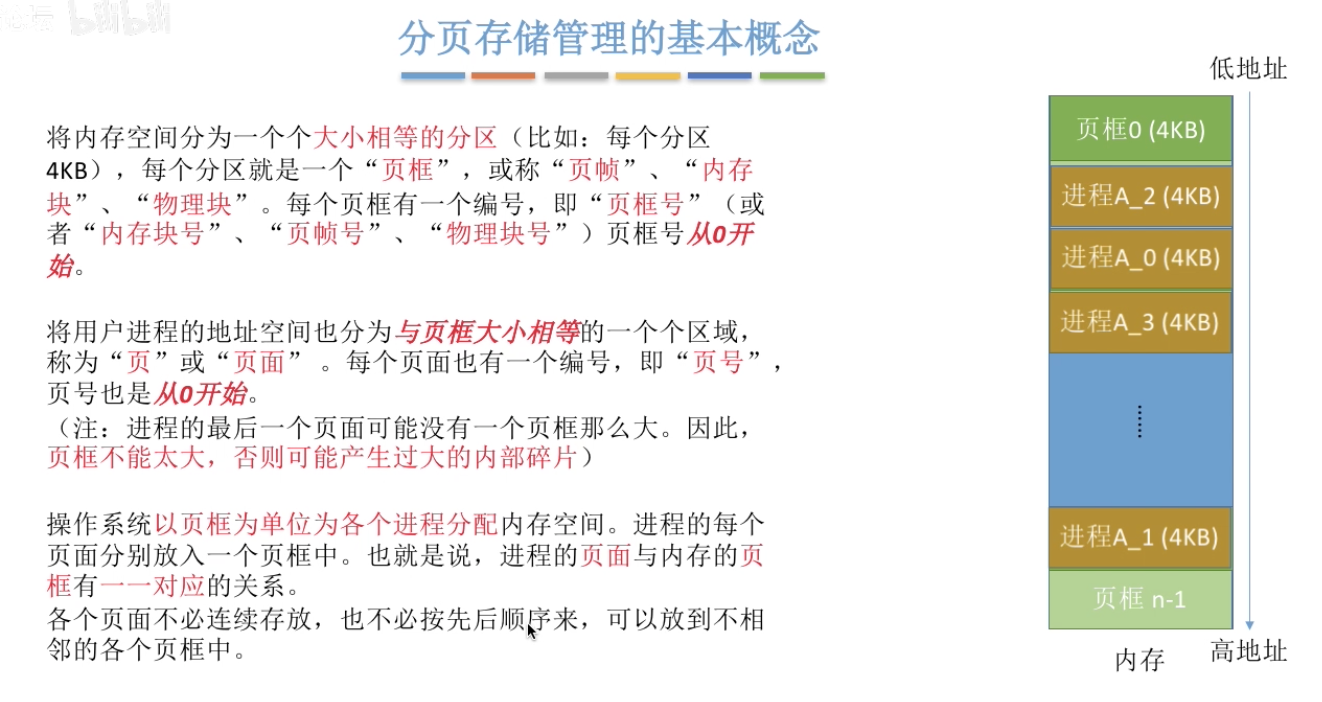 bilibili
分页存储管理的基本概念
将内存空间分为一个个大小相等的分区（比如：每个分区
4KB），每个分区就是一个“页框”，或称“页帧”、“内存
块”、“物理块”。每个页框有一个编号，即“页框号”（或
者“内存块号”、“页帧号”、“物理块号”）页框号从0开
始。
将用户进程的地址空间也分为与页框大小相等的一个个区域，
称为“页”或“页面” 。每个页面也有一个编号，即“页号”，
页号也是从0开始。
（注：进程的最后一个页面可能没有一个页框那么大。因此，
页框不能太大，否则可能产生过大的内部碎片）
操作系统以页框为单位为各个进程分配内存空间。进程的每个
页面分别放入一个页框中。也就是说，进程的页面与内存的页
框有一一对应的关系。
各个页面不必连续存放，也不必按先后顺序来，可以放到不相
邻的各个页框中。
低地址
页框0 (4KB)
进程A_2 (4KB)
进程A_0 (4KB)
进程A_3 (4KB)
……
进程A_1 (4KB)
页框 n-1
内存
高地址